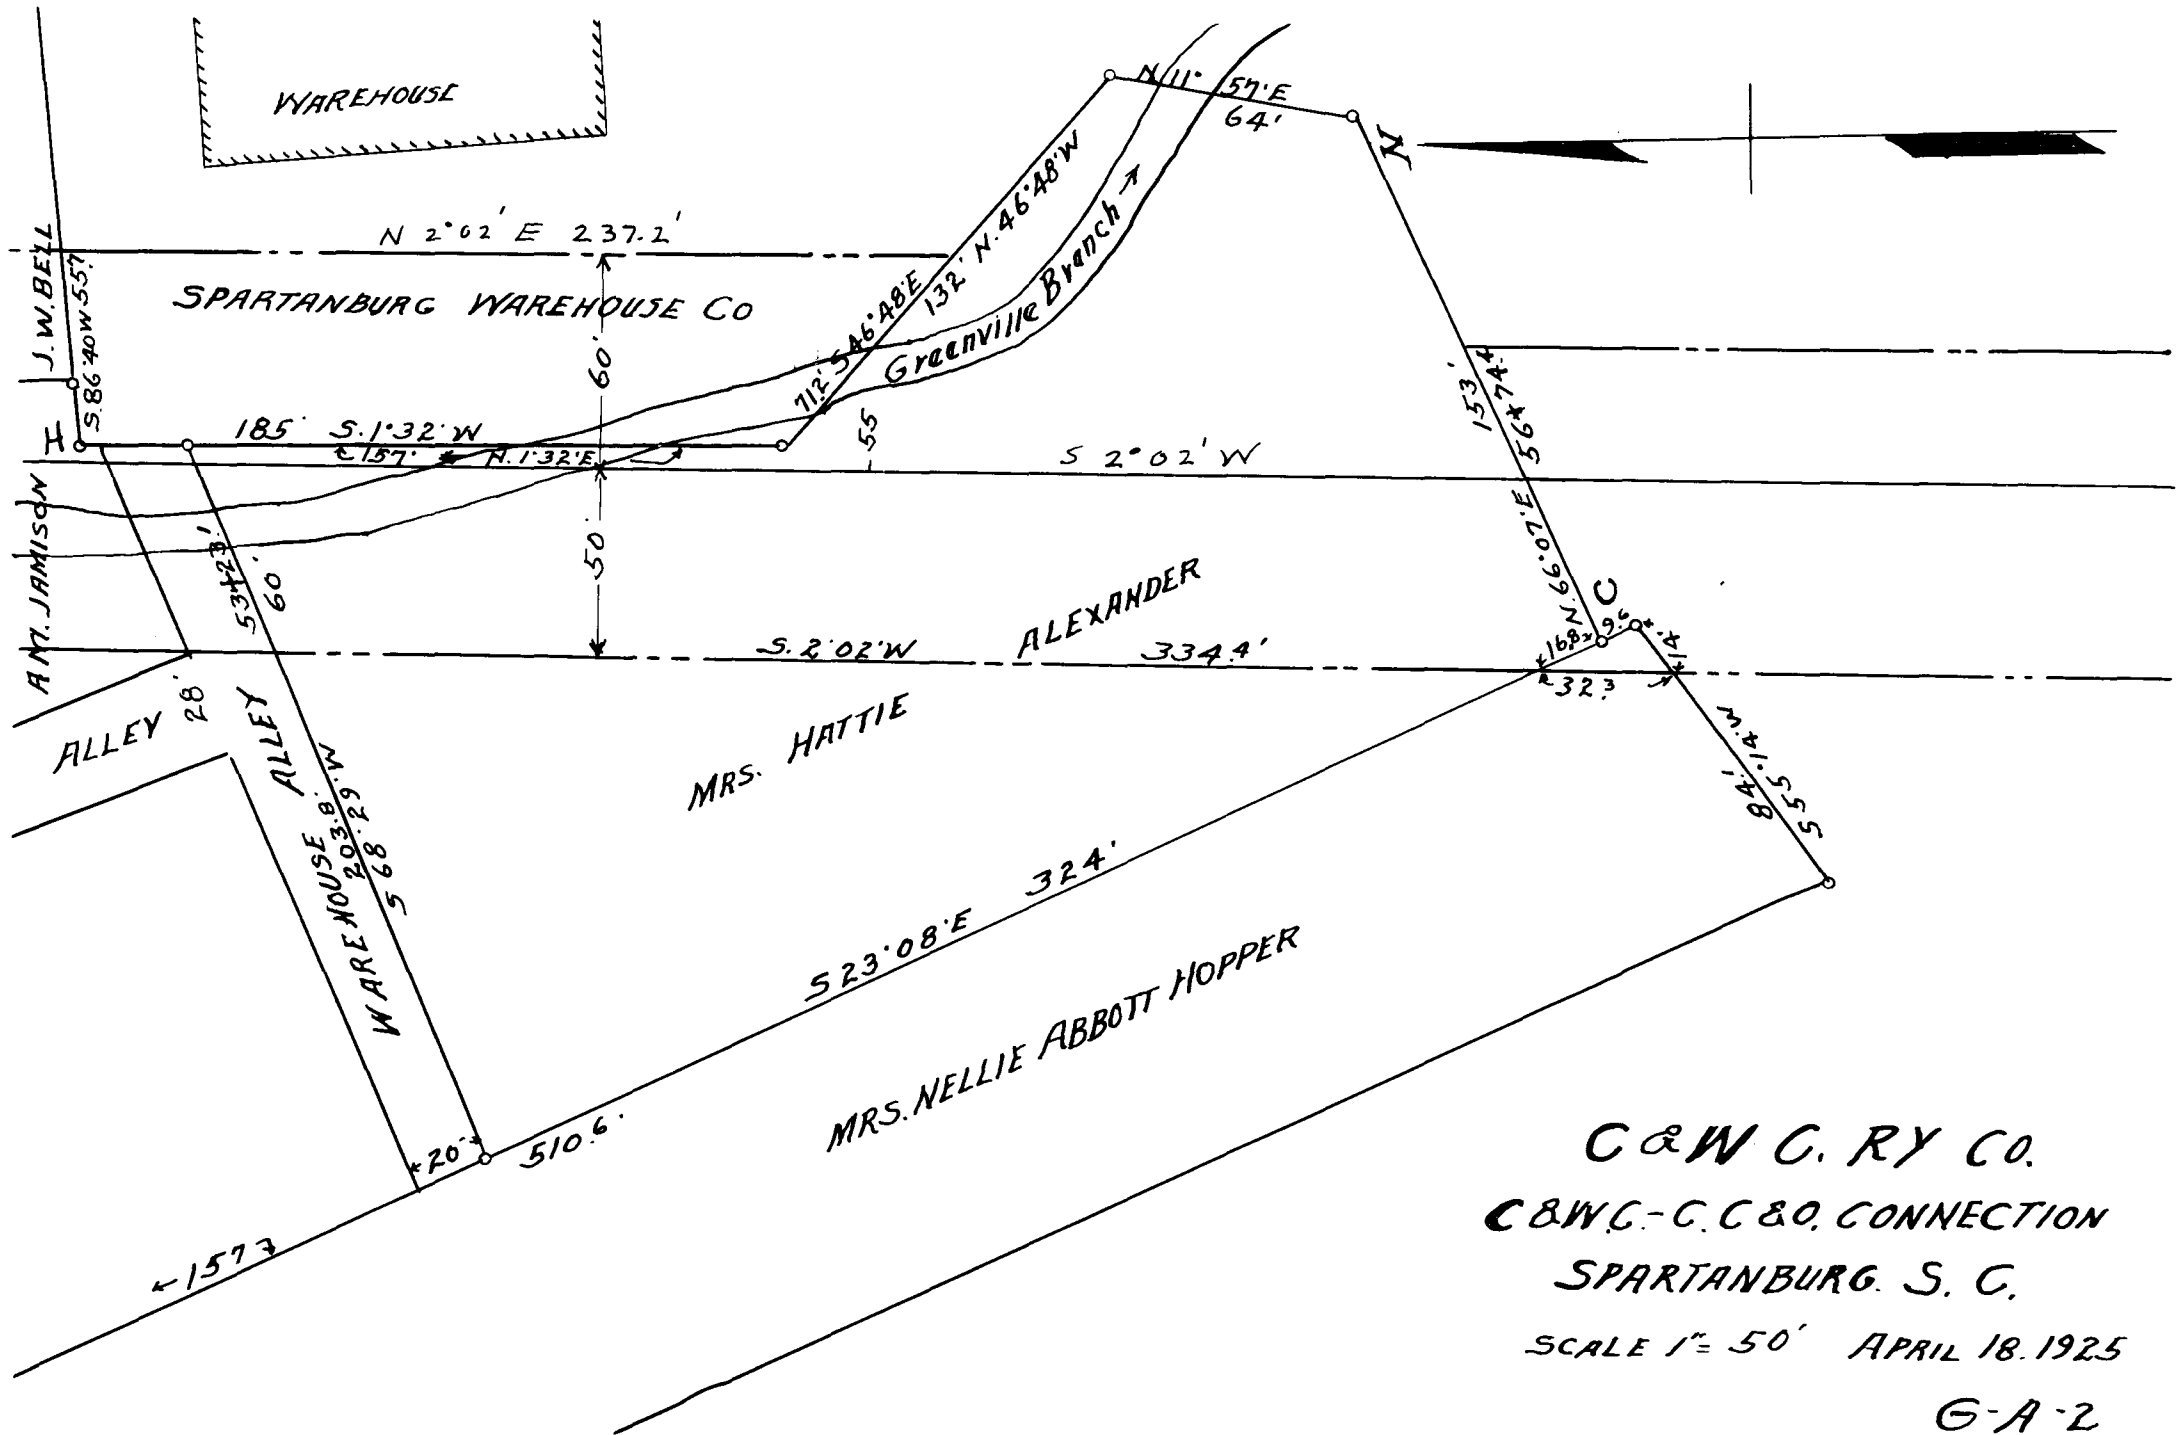 WAREHOUSE
N 11° 57' E
64'
N
N 2°02' E 237.2'
SPARTANBURG WAREHOUSE CO
J.W. BELL
S. 86°40 W 55.7'
H
60'
71.2' S 46°48'E
132' N. 46°48'W
Greenville Branch
185' S. 1°32' W
157' N. 1°32'E
55
S 2°02' W
153'
56+74.4
N. 66°07'E
C
A M. JAMISON
53+23.1
60'
50'
S. 2°02'W 334.4'
16.8
9.6
14.'
32.3
MRS. HATTIE ALEXANDER
ALLEY
28'
WAREHOUSE ALLEY
203.8'
S 68°29'W
S 55°14'W
84.1
S 23°08'E 324'
MRS. NELLIE ABBOTT HOPPER
20'
510.6'
157.7
C & W C. RY CO.
C & W.C. - C. C & O. CONNECTION
SPARTANBURG. S. C.
SCALE 1" = 50' APRIL 18. 1925
G-A-2